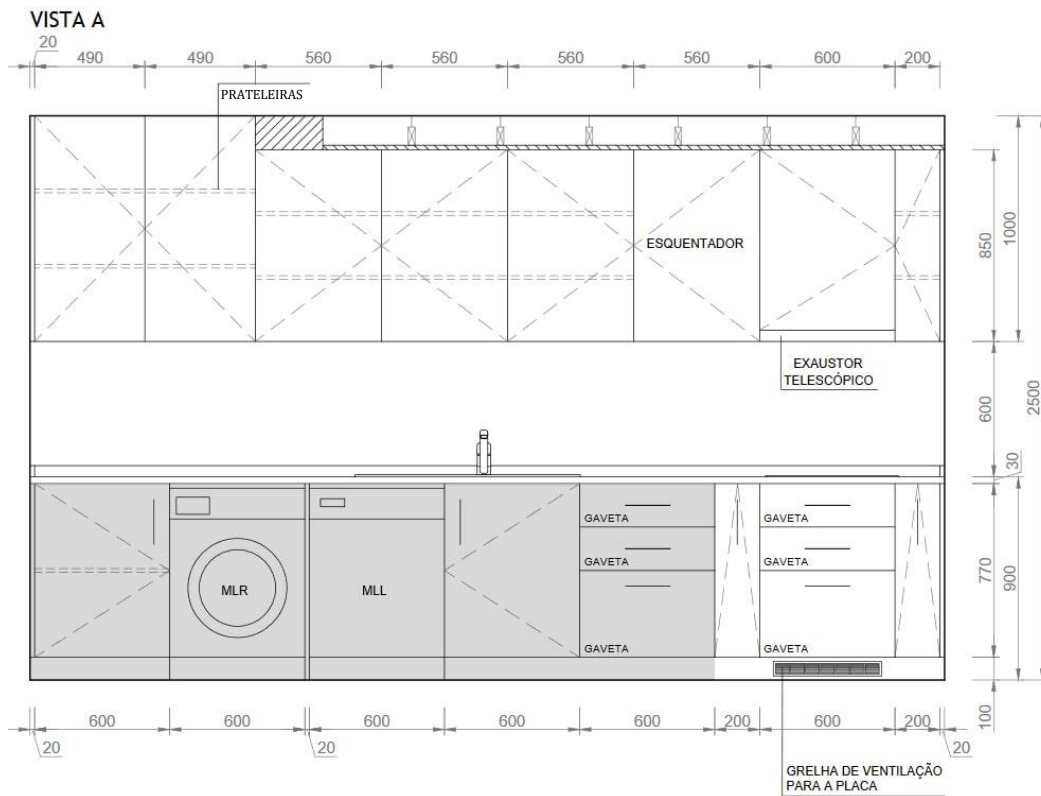 VISTA A
20
490
490
560
560
560
560
600
200
PRATELEIRAS
ESQUENTADOR
850
1000
EXAUSTOR
TELESCÓPICO
600
2500
30
GAVETA
GAVETA
GAVETA
GAVETA
MLR
MLL
770
900
GAVETA
GAVETA
100
600
600
600
600
600
200
600
200
20
20
20
GRELHA DE VENTILAÇÃO
PARA A PLACA